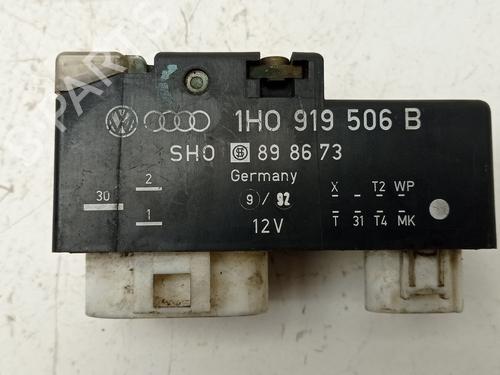 1H0 919 506 B
SHO 89 86 73
Germany
9 / 92
12V
2
30
1
X T2 WP
T 31 T4 MK